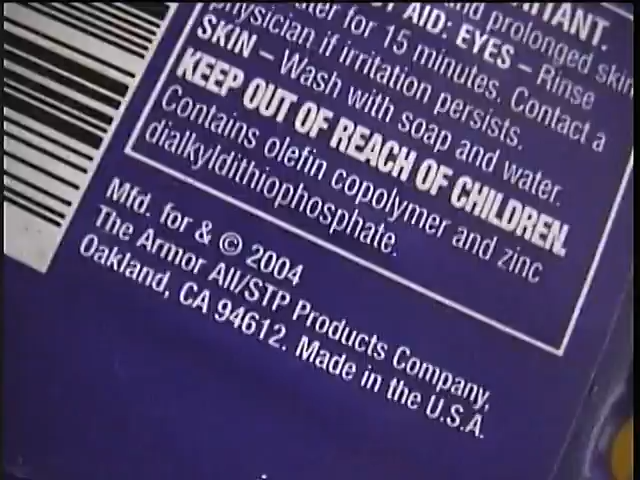 RITANT.
and prolonged skin
AID: EYES – Rinse
for 15 minutes. Contact a
physician if irritation persists.
SKIN – Wash with soap and water.
KEEP OUT OF REACH OF CHILDREN.
Contains olefin copolymer and zinc
dialkyldithiophosphate.
Mfd. for & © 2004
The Armor All/STP Products Company,
Oakland, CA 94612. Made in the U.S.A.